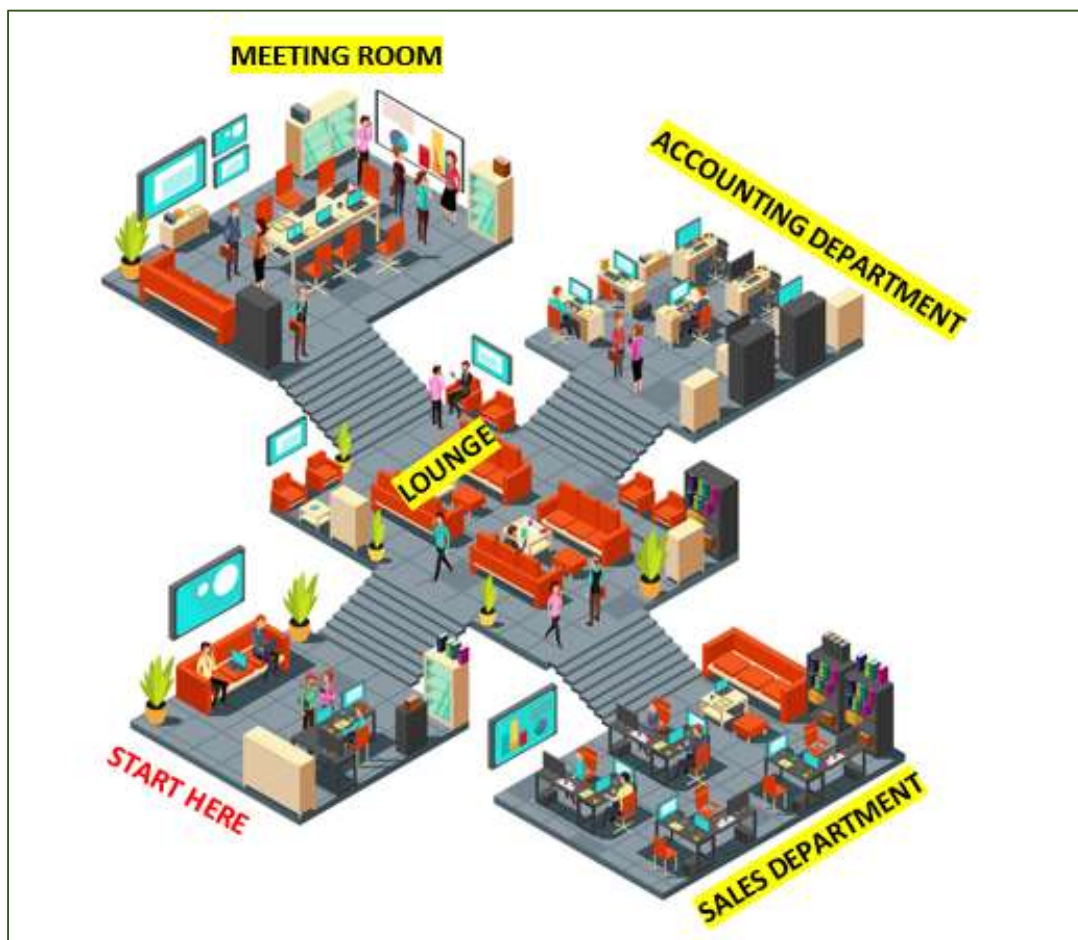 MEETING ROOM
ACCOUNTING DEPARTMENT
LOUNGE
START HERE
SALES DEPARTMENT